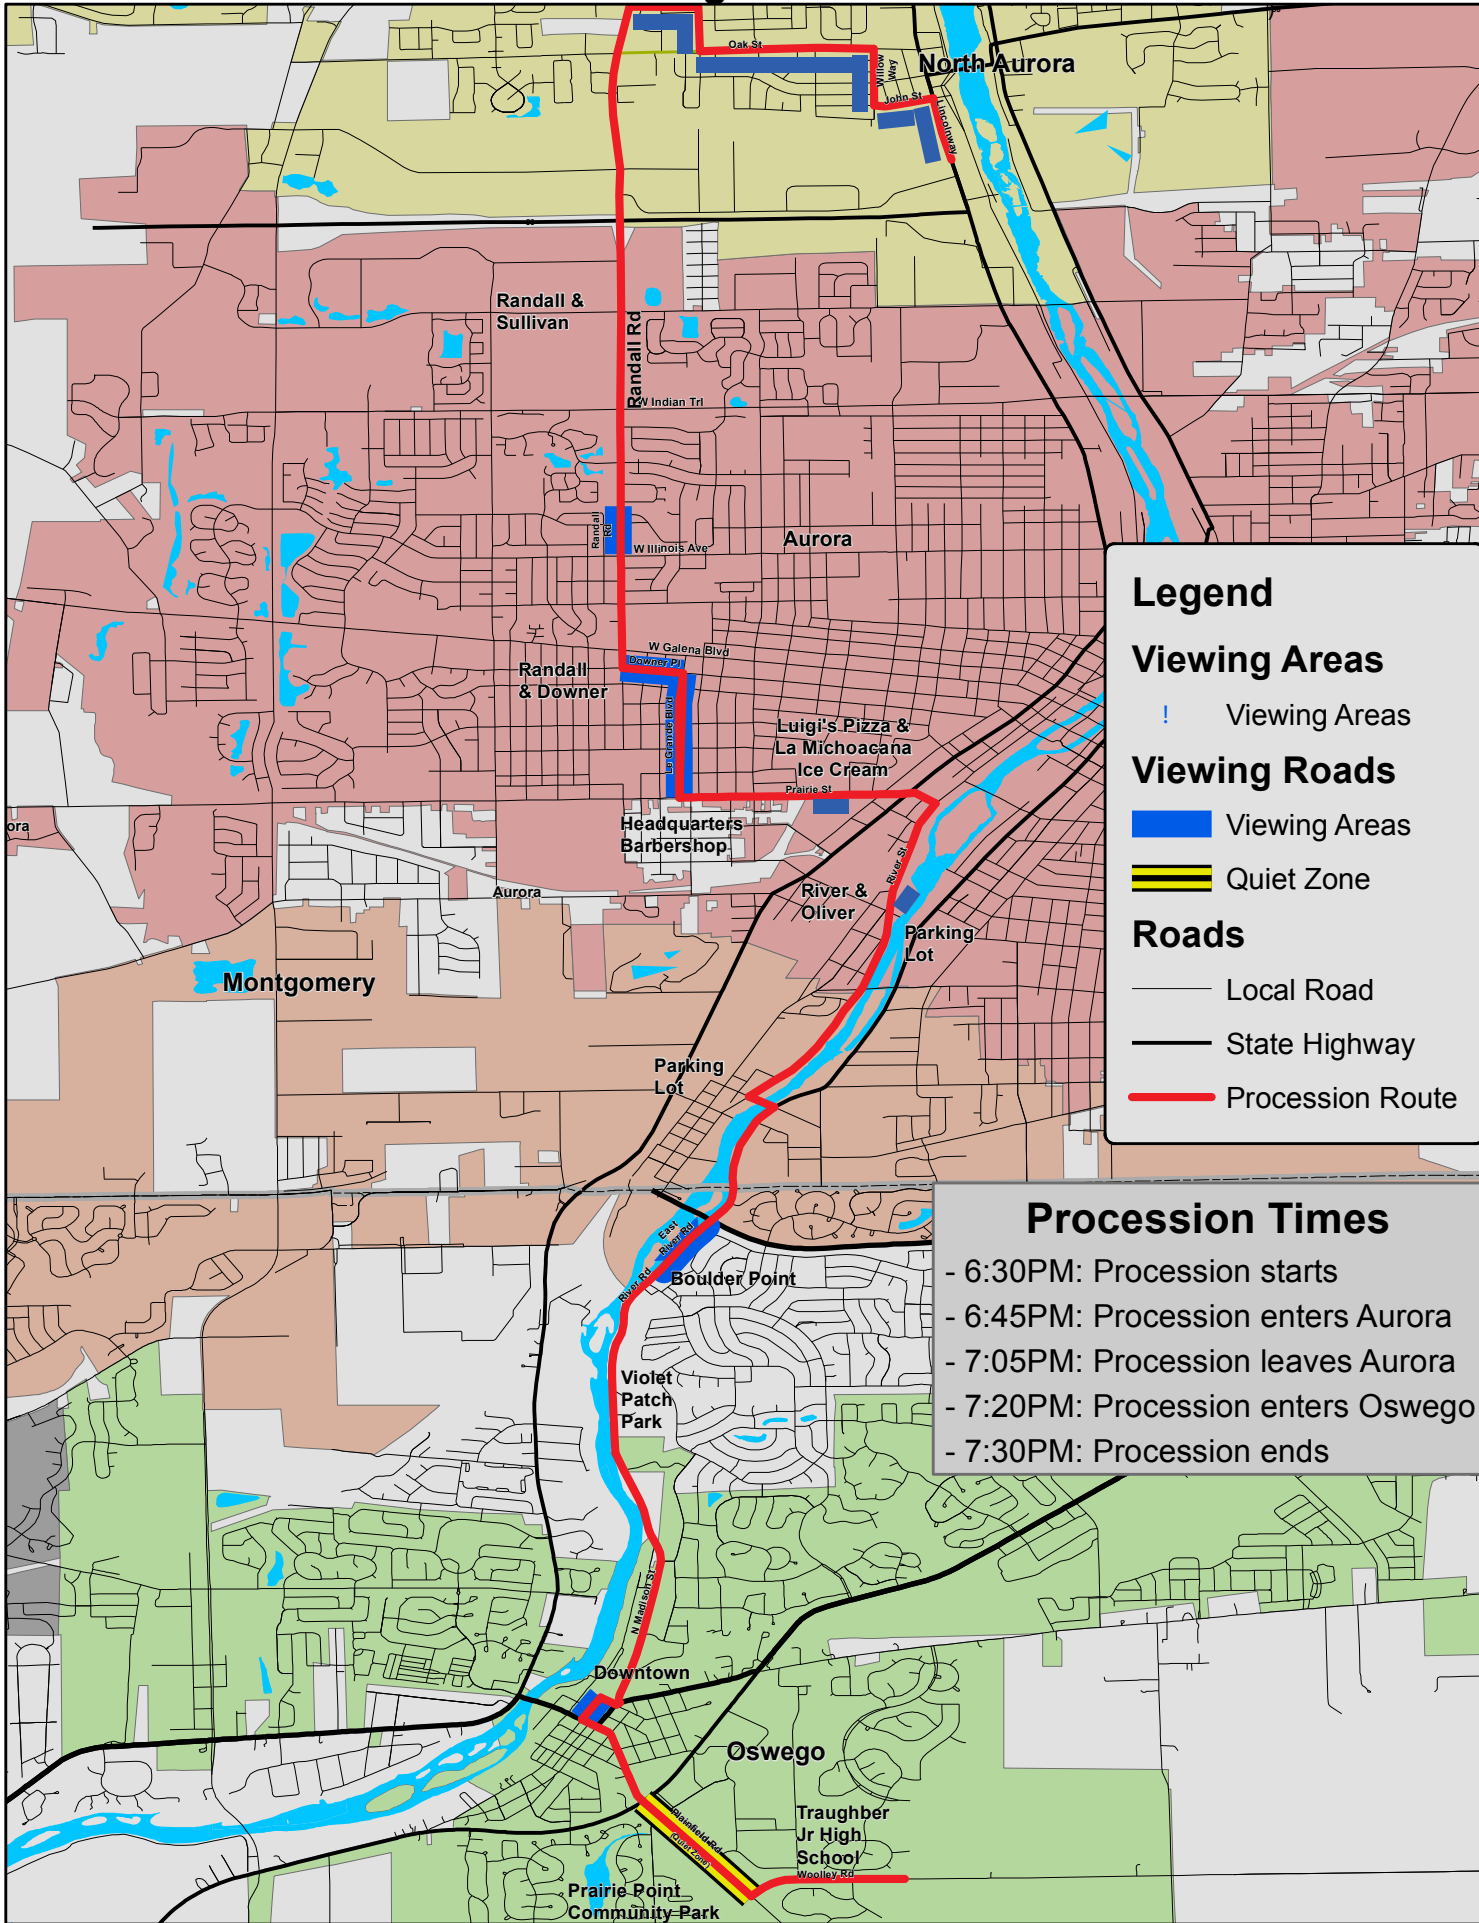 Oak St
Willow
Way
North Aurora
John St
Lincolnway
Randall &
Sullivan
Randall Rd
W Indian Trl
Randall
Rd
W Illinois Ave
Aurora
Legend
Viewing Areas
! Viewing Areas
Viewing Roads
Viewing Areas
Quiet Zone
Roads
Local Road
State Highway
Procession Route
W Galena Blvd
Downer Pl
Randall
& Downer
Le Grande Blvd
Luigi's Pizza &
La Michoacana
Ice Cream
Prairie St
ora
Headquarters
Barbershop
River St
Aurora
River &
Oliver
Parking
Lot
Montgomery
Parking
Lot
Procession Times
- 6:30PM: Procession starts
- 6:45PM: Procession enters Aurora
- 7:05PM: Procession leaves Aurora
- 7:20PM: Procession enters Oswego
- 7:30PM: Procession ends
East
River Rd
River Rd
Boulder Point
Violet
Patch
Park
N Madison St
Downtown
Oswego
Plainfield Rd
(Quiet Zone)
Traughber
Jr High
School
Woolley Rd
Prairie Point
Community Park